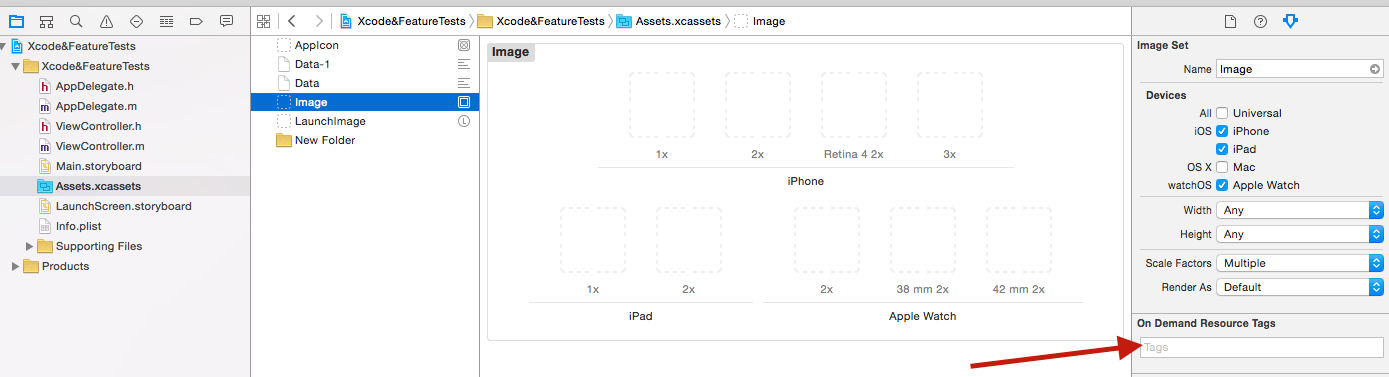 Xcode&FeatureTests
Xcode&FeatureTests
Assets.xcassets
Image
Xcode&FeatureTests
Xcode&FeatureTests
h AppDelegate.h
m AppDelegate.m
h ViewController.h
m ViewController.m
Main.storyboard
Assets.xcassets
LaunchScreen.storyboard
Info.plist
Supporting Files
Products
AppIcon
Data-1
Data
Image
LaunchImage L
New Folder
Image
1x
2x
Retina 4 2x
3x
iPhone
1x
2x
iPad
2x
38 mm 2x
42 mm 2x
Apple Watch
Image Set
Name Image
Devices
All Universal
iOS iPhone
iPad
OS X Mac
watchOS Apple Watch
Width Any
Height Any
Scale Factors Multiple
Render As Default
On Demand Resource Tags
Tags